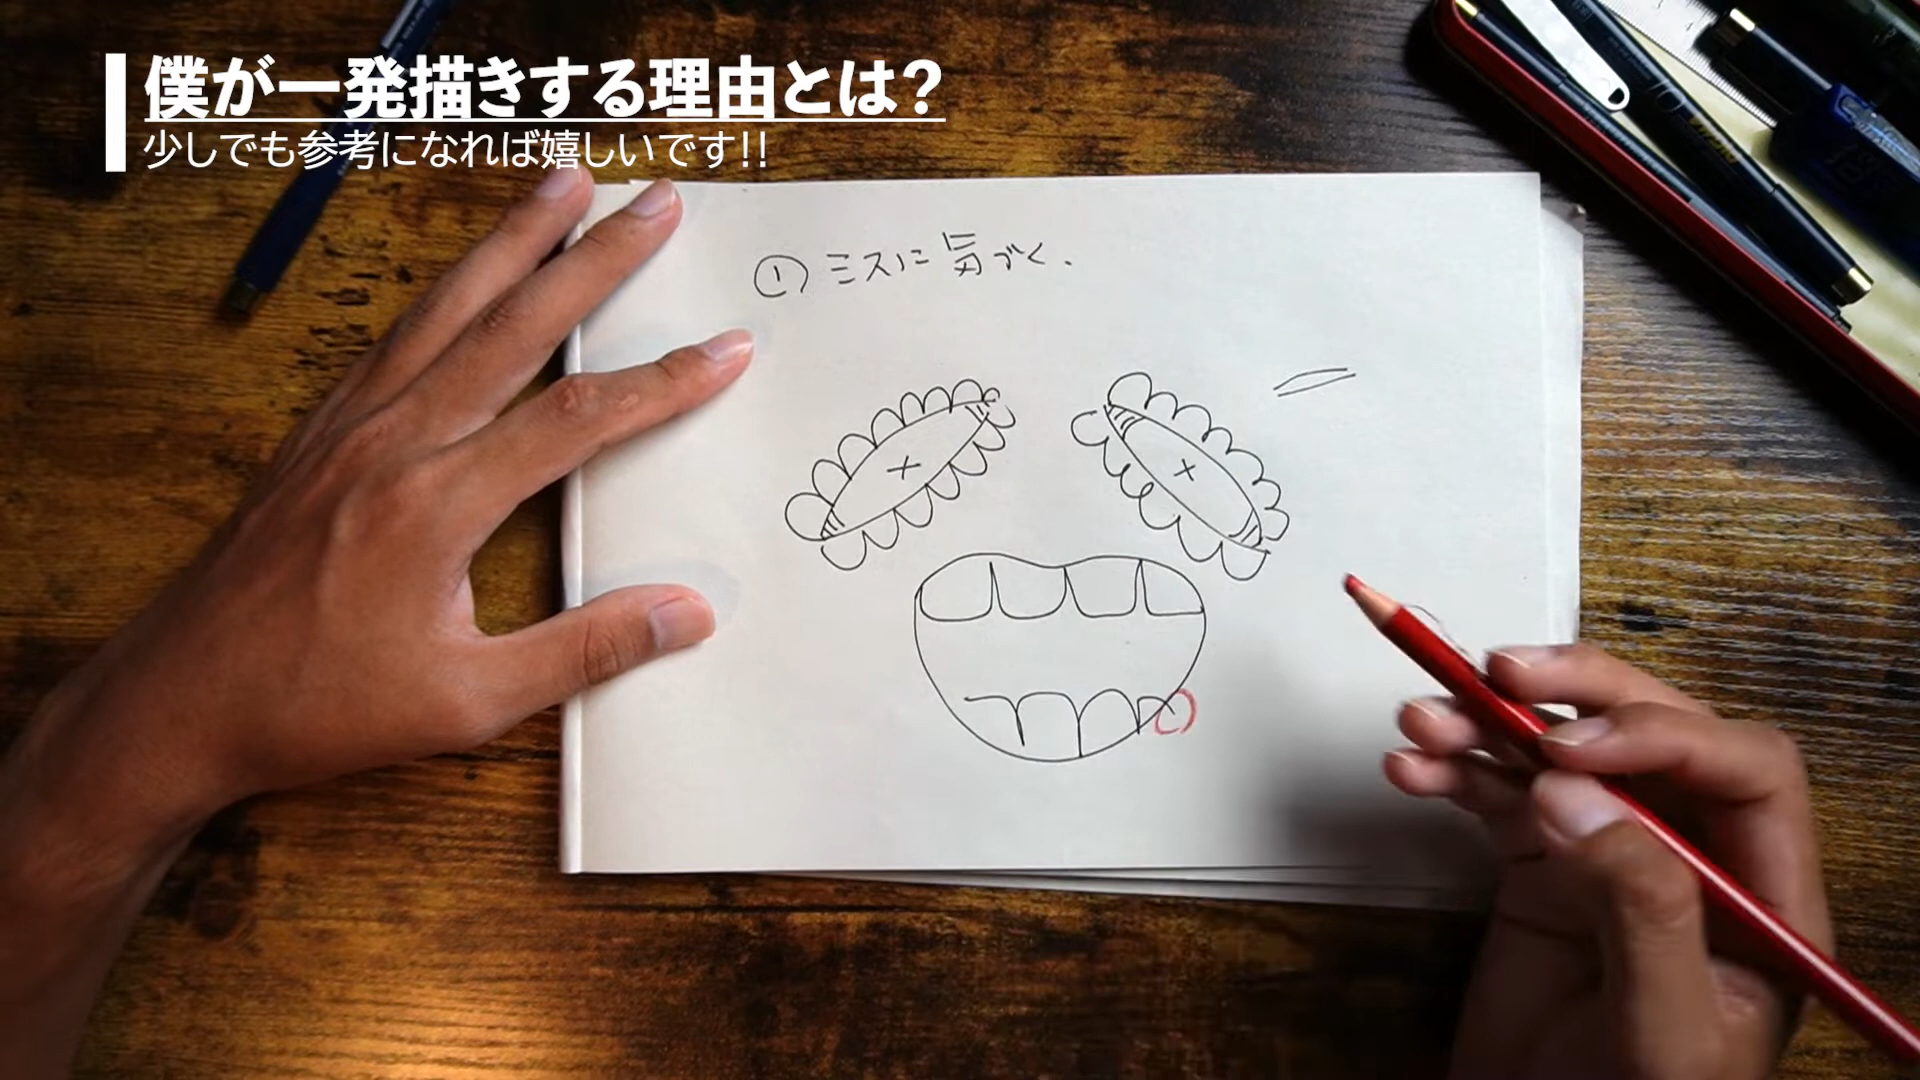 僕が一発描きする理由とは？
少しでも参考になれば嬉しいです!!
① ミスに気づく.